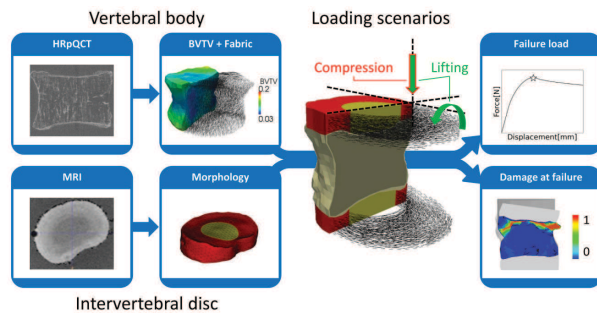 Vertebral body
Loading scenarios
HRpQCT
BVTV + Fabric
BVTV
0.2
0.03
Compression
Lifting
Failure load
Force[N]
Displacement[mm]
MRI
Morphology
Damage at failure
1
0
Intervertebral disc